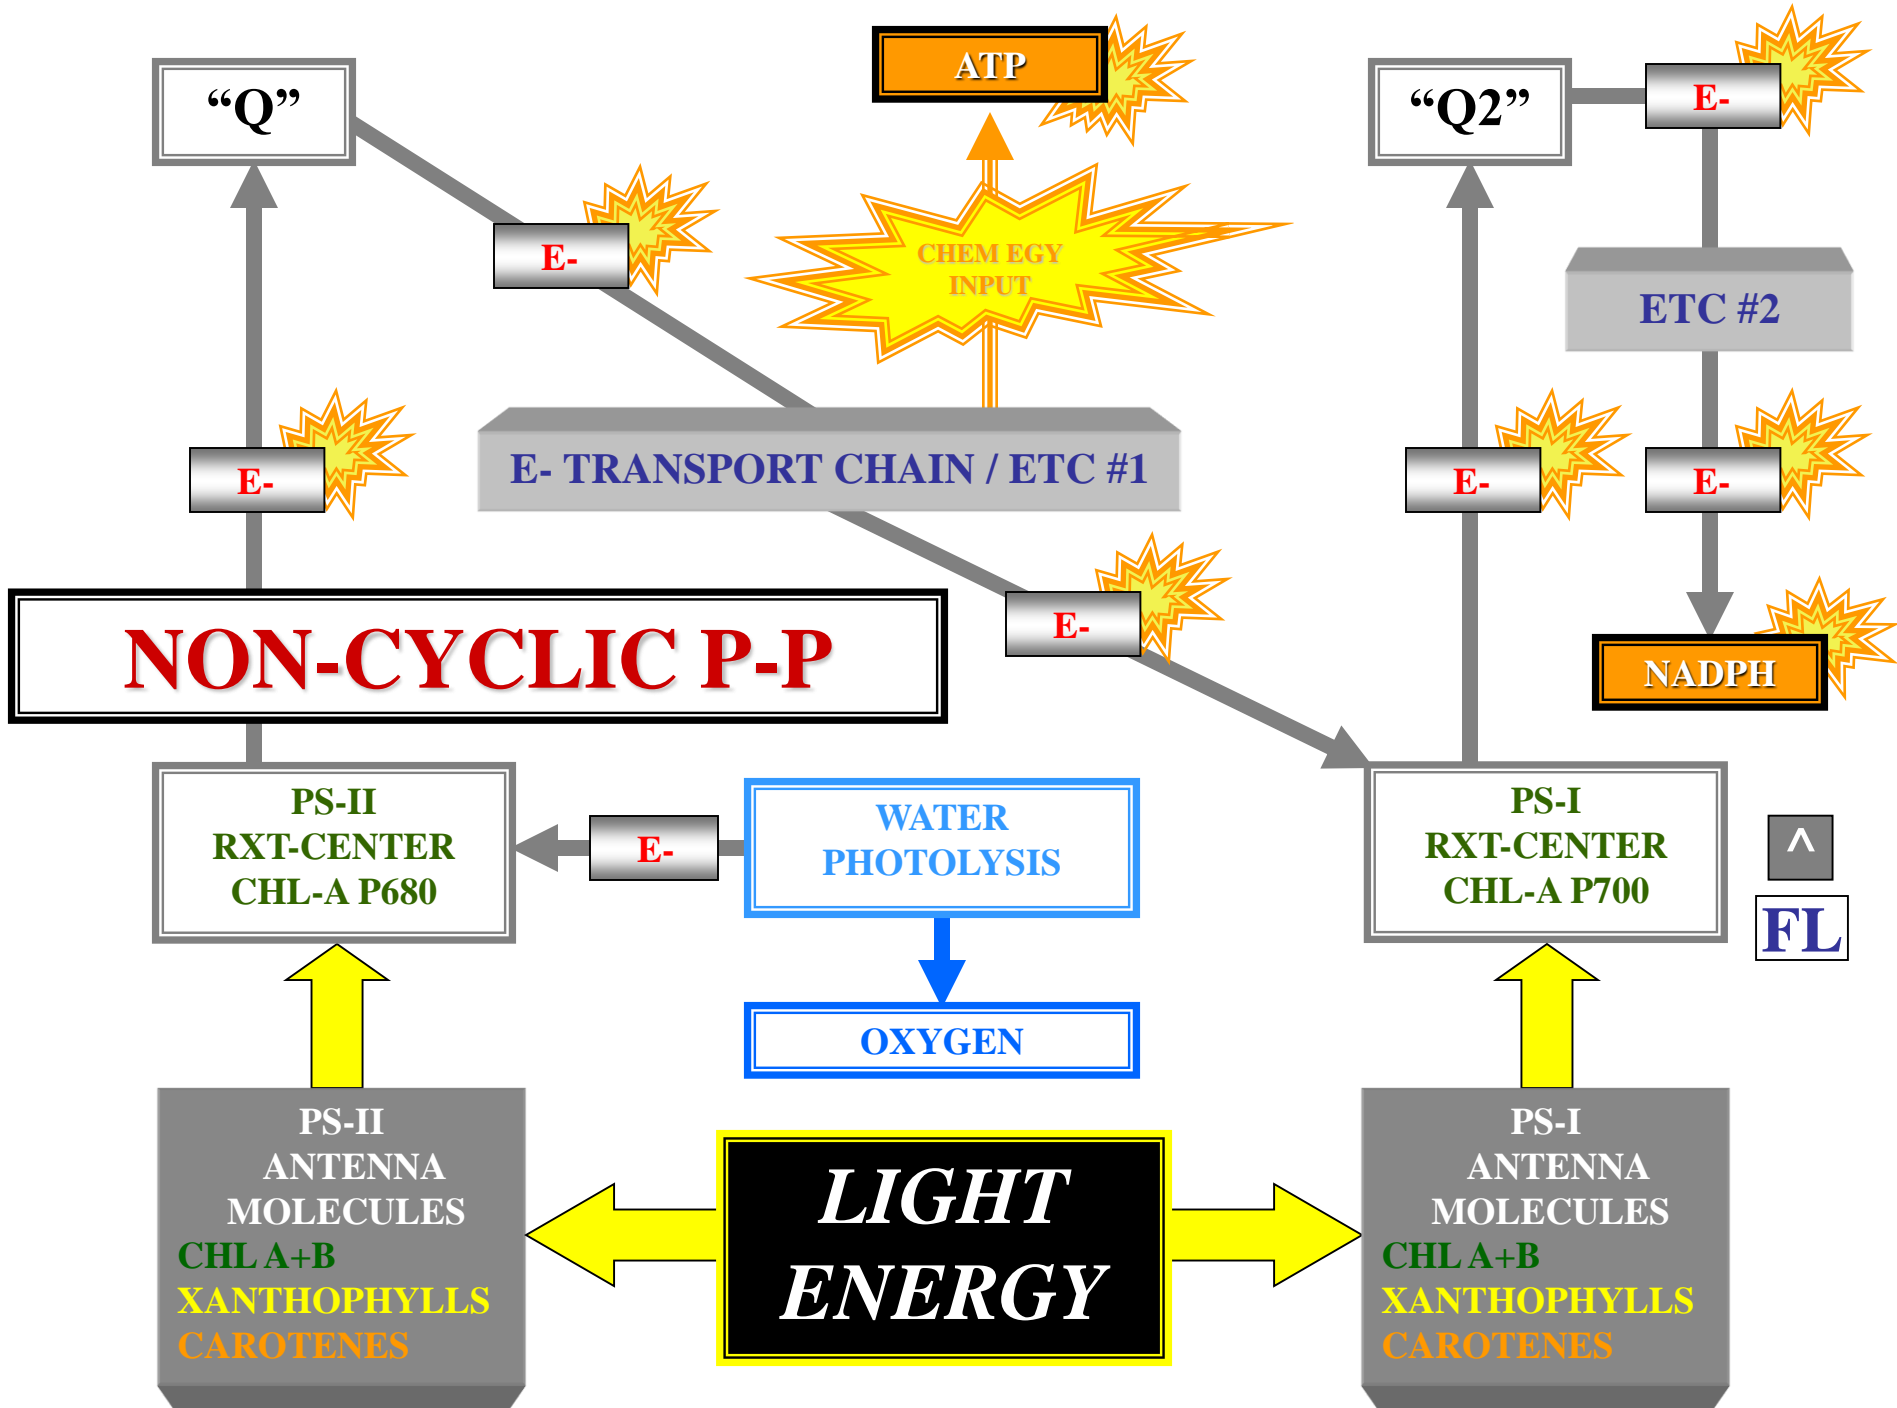 “Q”
ATP
“Q2”
E-
E-
CHEM EGY
INPUT
ETC #2
E-
E- TRANSPORT CHAIN / ETC #1
E-
E-
E-
NON-CYCLIC P-P
NADPH
PS-II
RXT-CENTER
CHL-A P680
E-
WATER
PHOTOLYSIS
PS-I
RXT-CENTER
CHL-A P700
^
FL
OXYGEN
PS-II
ANTENNA
MOLECULES
CHL A+B
XANTHOPHYLLS
CAROTENES
LIGHT
ENERGY
PS-I
ANTENNA
MOLECULES
CHL A+B
XANTHOPHYLLS
CAROTENES